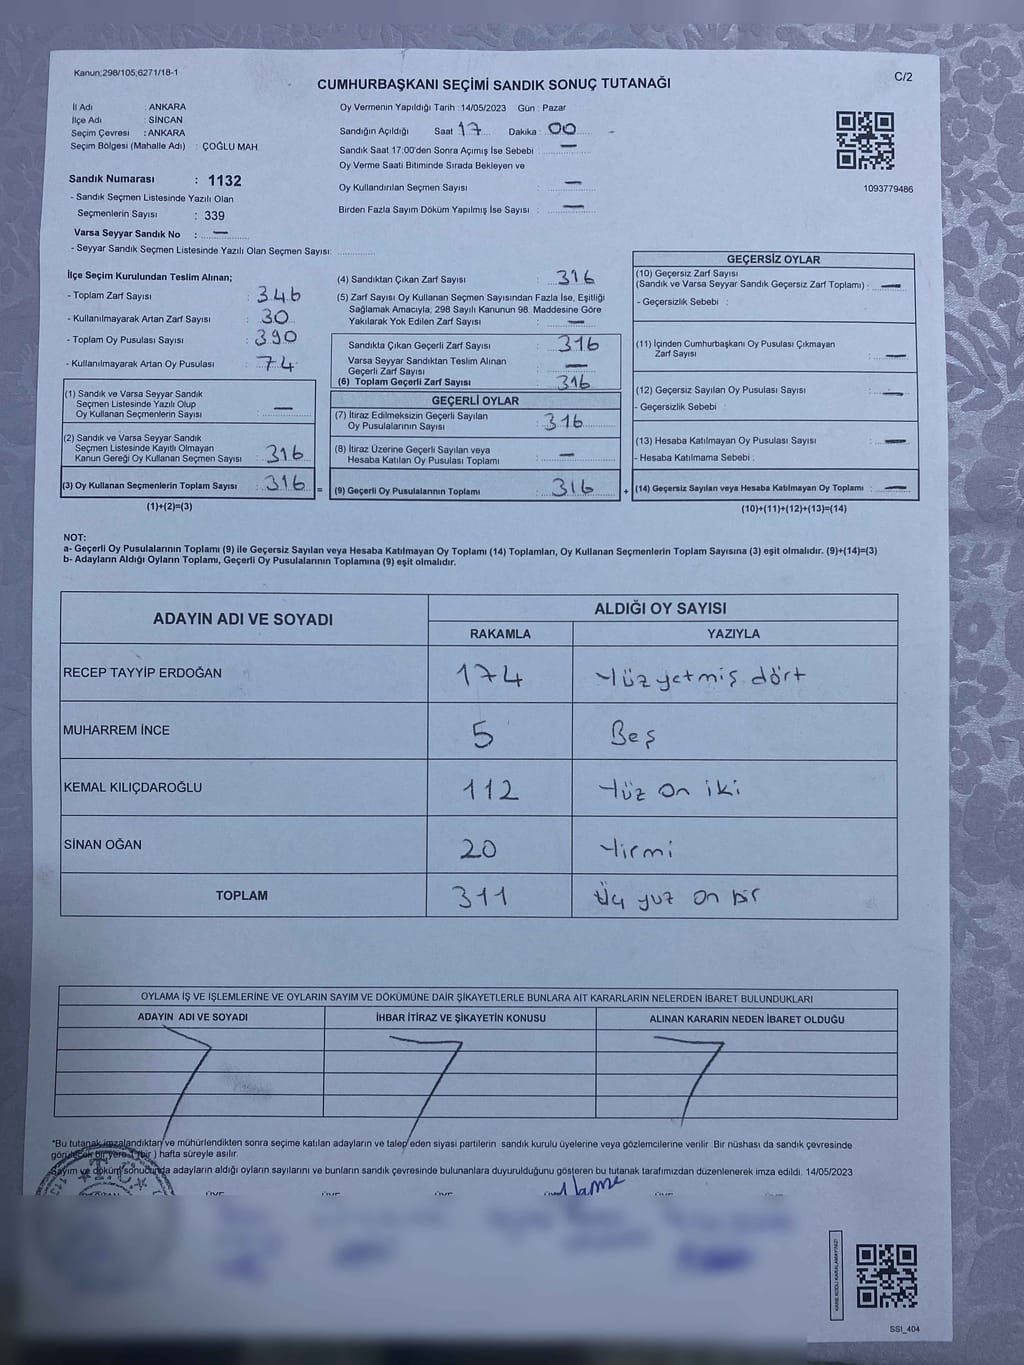 Kanun:298/105;6271/18-1
C/2
CUMHURBAŞKANI SEÇİMİ SANDIK SONUÇ TUTANAĞI
İl Adı : ANKARA
İlçe Adı : SİNCAN
Seçim Çevresi : ANKARA
Seçim Bölgesi (Mahalle Adı) : ÇOĞLU MAH
Sandık Numarası : 1132
- Sandık Seçmen Listesinde Yazılı Olan
Seçmenlerin Sayısı : 339
Varsa Seyyar Sandık No : —
- Seyyar Sandık Seçmen Listesinde Yazılı Olan Seçmen Sayısı:
Oy Vermenin Yapıldığı Tarih :14/05/2023 Gün : Pazar
Sandığın Açıldığı Saat 17 Dakika : 00
Sandık Saat 17:00'den Sonra Açımış İse Sebebi : —
Oy Verme Saati Bitiminde Sırada Bekleyen ve
Oy Kullandırılan Seçmen Sayısı : —
Birden Fazla Sayım Döküm Yapılmış İse Sayısı : —
1093779486
İlçe Seçim Kurulundan Teslim Alınan;
- Toplam Zarf Sayısı : 346
- Kullanılmayarak Artan Zarf Sayısı : 30
- Toplam Oy Pusulası Sayısı : 390
- Kullanılmayarak Artan Oy Pusulası : 74
(1) Sandık ve Varsa Seyyar Sandık
Seçmen Listesinde Yazılı Olup
Oy Kullanan Seçmenlerin Sayısı : —
(2) Sandık ve Varsa Seyyar Sandık
Seçmen Listesinde Kayıtlı Olmayan
Kanun Gereği Oy Kullanan Seçmen Sayısı : 316
(3) Oy Kullanan Seçmenlerin Toplam Sayısı : 316
(1)+(2)=(3)
=
(4) Sandıktan Çıkan Zarf Sayısı : 316
(5) Zarf Sayısı Oy Kullanan Seçmen Sayısından Fazla İse, Eşitliği
Sağlamak Amacıyla; 298 Sayılı Kanunun 98. Maddesine Göre
Yakılarak Yok Edilen Zarf Sayısı : —
Sandıkta Çıkan Geçerli Zarf Sayısı : 316
Varsa Seyyar Sandıktan Teslim Alınan
Geçerli Zarf Sayısı : —
(6) Toplam Geçerli Zarf Sayısı : 316
GEÇERLİ OYLAR
(7) İtiraz Edilmeksizin Geçerli Sayılan
Oy Pusulalarının Sayısı : 316
(8) İtiraz Üzerine Geçerli Sayılan veya
Hesaba Katılan Oy Pusulası Toplamı : —
(9) Geçerli Oy Pusulalarının Toplamı : 316
+
GEÇERSİZ OYLAR
(10) Geçersiz Zarf Sayısı
(Sandık ve Varsa Seyyar Sandık Geçersiz Zarf Toplamı) : —
- Geçersizlik Sebebi :
(11) İçinden Cumhurbaşkanı Oy Pusulası Çıkmayan
Zarf Sayısı : —
(12) Geçersiz Sayılan Oy Pusulası Sayısı : —
- Geçersizlik Sebebi :
(13) Hesaba Katılmayan Oy Pusulası Sayısı : —
- Hesaba Katılmama Sebebi :
(14) Geçersiz Sayılan veya Hesaba Katılmayan Oy Toplamı : —
(10)+(11)+(12)+(13)=(14)
NOT:
a- Geçerli Oy Pusulalarının Toplamı (9) ile Geçersiz Sayılan veya Hesaba Katılmayan Oy Toplamı (14) Toplamları, Oy Kullanan Seçmenlerin Toplam Sayısına (3) eşit olmalıdır. (9)+(14)=(3)
b- Adayların Aldığı Oyların Toplamı, Geçerli Oy Pusulalarının Toplamına (9) eşit olmalıdır.
ADAYIN ADI VE SOYADI
ALDIĞI OY SAYISI
RAKAMLA YAZIYLA
RECEP TAYYİP ERDOĞAN 174 Yüz yetmiş dört
MUHARREM İNCE 5 Beş
KEMAL KILIÇDAROĞLU 112 Yüz on iki
SİNAN OĞAN 20 Yirmi
TOPLAM 311 Üç yuz on bir
OYLAMA İŞ VE İŞLEMLERİNE VE OYLARIN SAYIM VE DÖKÜMÜNE DAİR ŞİKAYETLERLE BUNLARA AİT KARARLARIN NELERDEN İBARET BULUNDUKLARI
ADAYIN ADI VE SOYADI İHBAR İTİRAZ VE ŞİKAYETİN KONUSU ALINAN KARARIN NEDEN İBARET OLDUĞU
*Bu tutanak imzalandıktan ve mühürlendikten sonra seçime katılan adayların ve talep eden siyasi partilerin sandık kurulu üyelerine veya gözlemcilerine verilir. Bir nüshası da sandık çevresinde
görülebilecek bir yere 1 (bir ) hafta süreyle asılır.
Sayım ve döküm sonucunda adayların aldığı oyların sayılarını ve bunların sandık çevresinde bulunanlara duyurulduğunu gösteren bu tutanak tarafımızdan düzenlenerek imza edildi. 14/05/2023
SSI_404